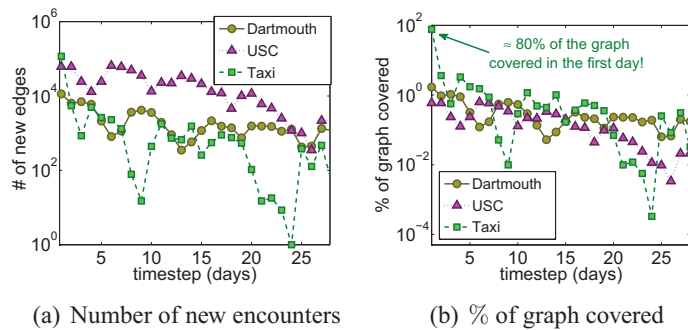 10^6
10^4
10^2
10^0
# of new edges
Dartmouth
USC
Taxi
5 10 15 20 25
timestep (days)
(a) Number of new encounters
10^2
10^0
10^-2
10^-4
% of graph covered
≈ 80% of the graph
covered in the first day!
Dartmouth
USC
Taxi
5 10 15 20 25
timestep (days)
(b) % of graph covered